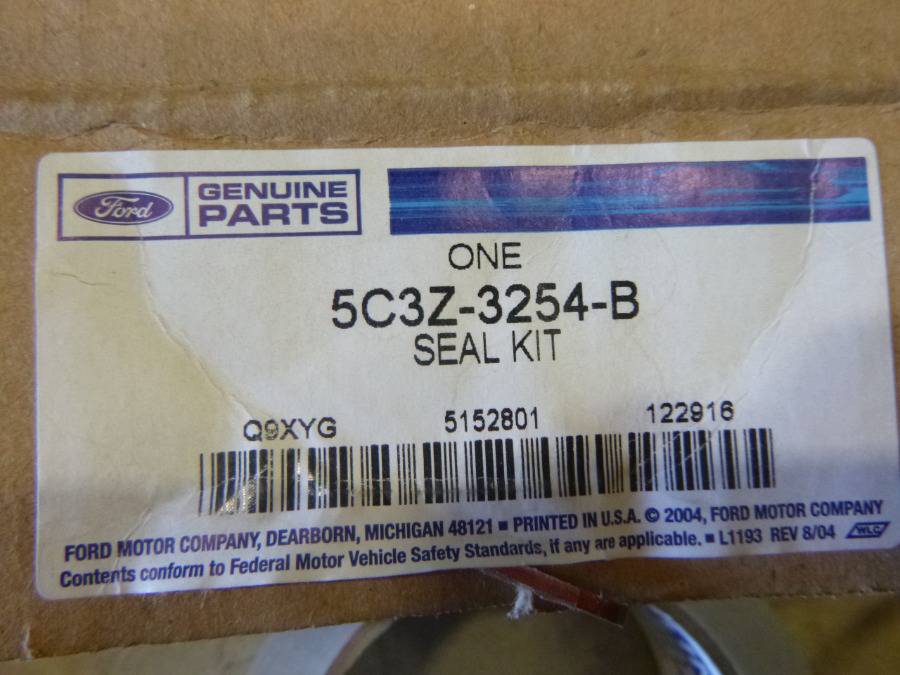 Ford GENUINE PARTS
ONE
5C3Z-3254-B
SEAL KIT
Q9XYG 5152801 122916
FORD MOTOR COMPANY, DEARBORN, MICHIGAN 48121 ▪ PRINTED IN U.S.A. © 2004, FORD MOTOR COMPANY
Contents conform to Federal Motor Vehicle Safety Standards, if any are applicable. ▪ L1193 REV 8/04 WLC